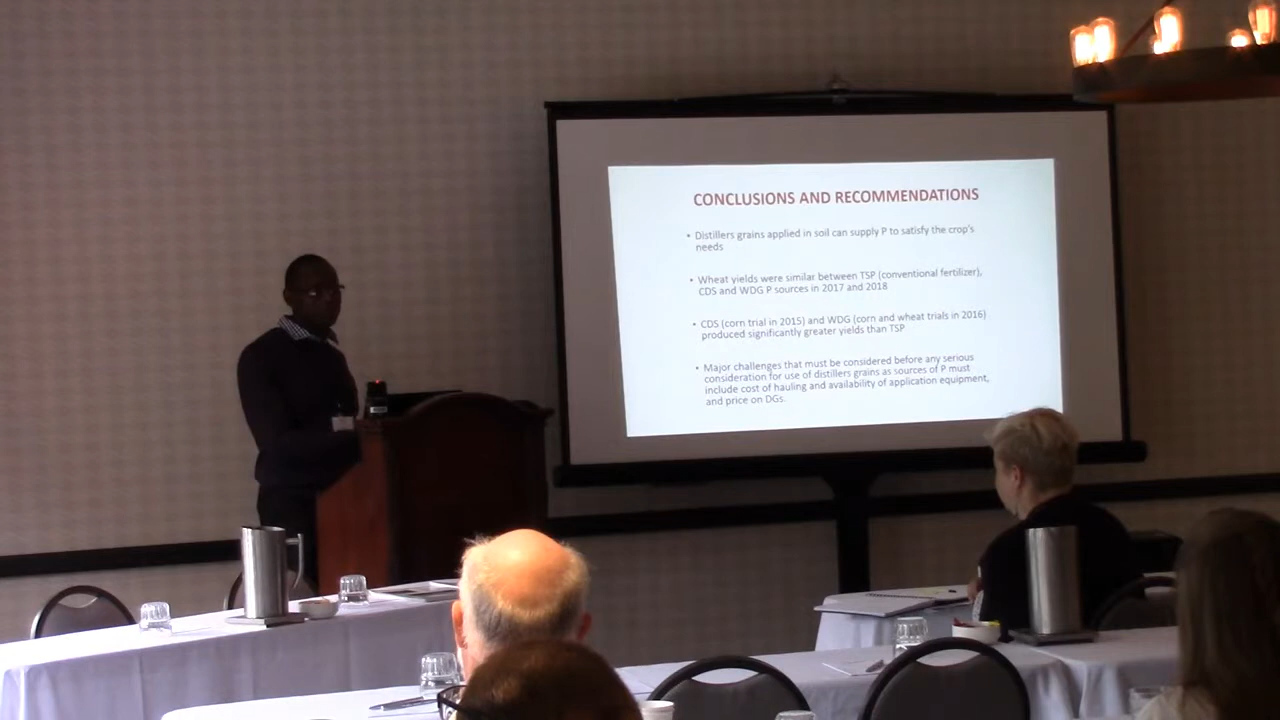 CONCLUSIONS AND RECOMMENDATIONS
• Distillers grains applied in soil can supply P to satisfy the crop's
needs
• Wheat yields were similar between TSP (conventional fertilizer),
CDS and WDG P sources in 2017 and 2018
• CDS (corn trial in 2015) and WDG (corn and wheat trials in 2016)
produced significantly greater yields than TSP
• Major challenges that must be considered before any serious
consideration for use of distillers grains as sources of P must
include cost of hauling and availability of application equipment,
and price on DGs.